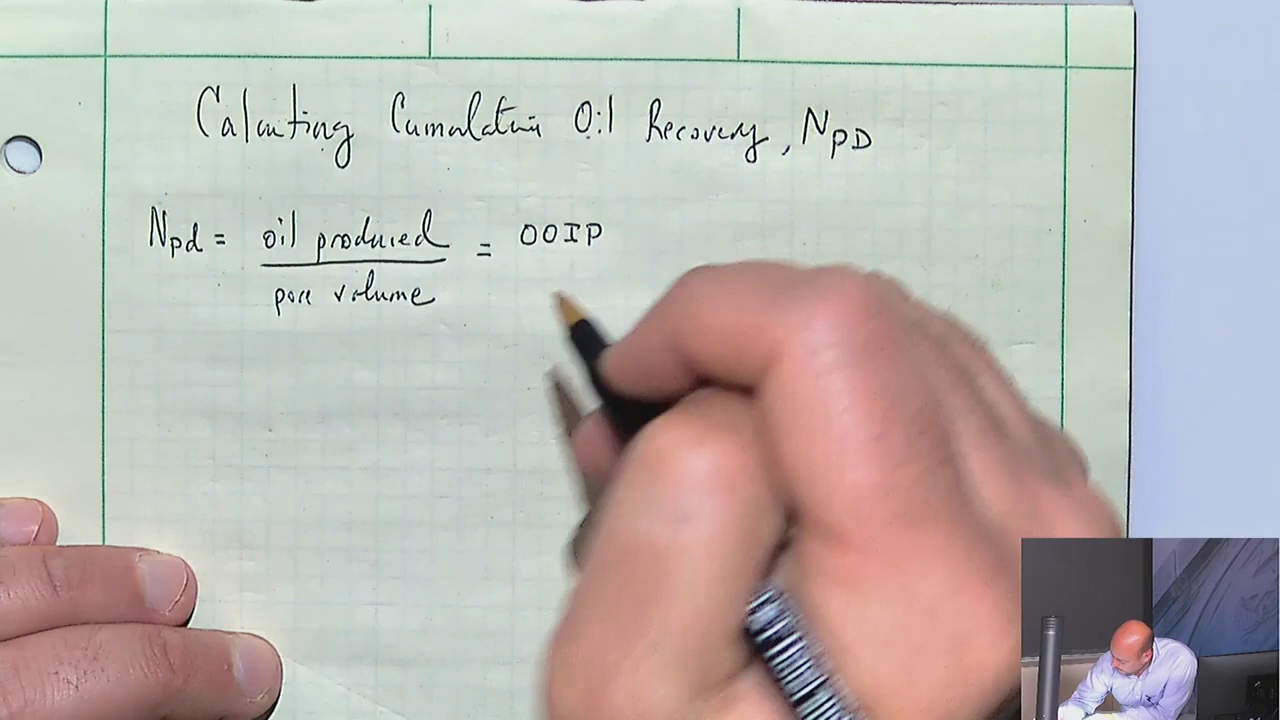 Calculating Cumulative Oil Recovery, NPD
Npd = oil produced / pore volume = OOIP